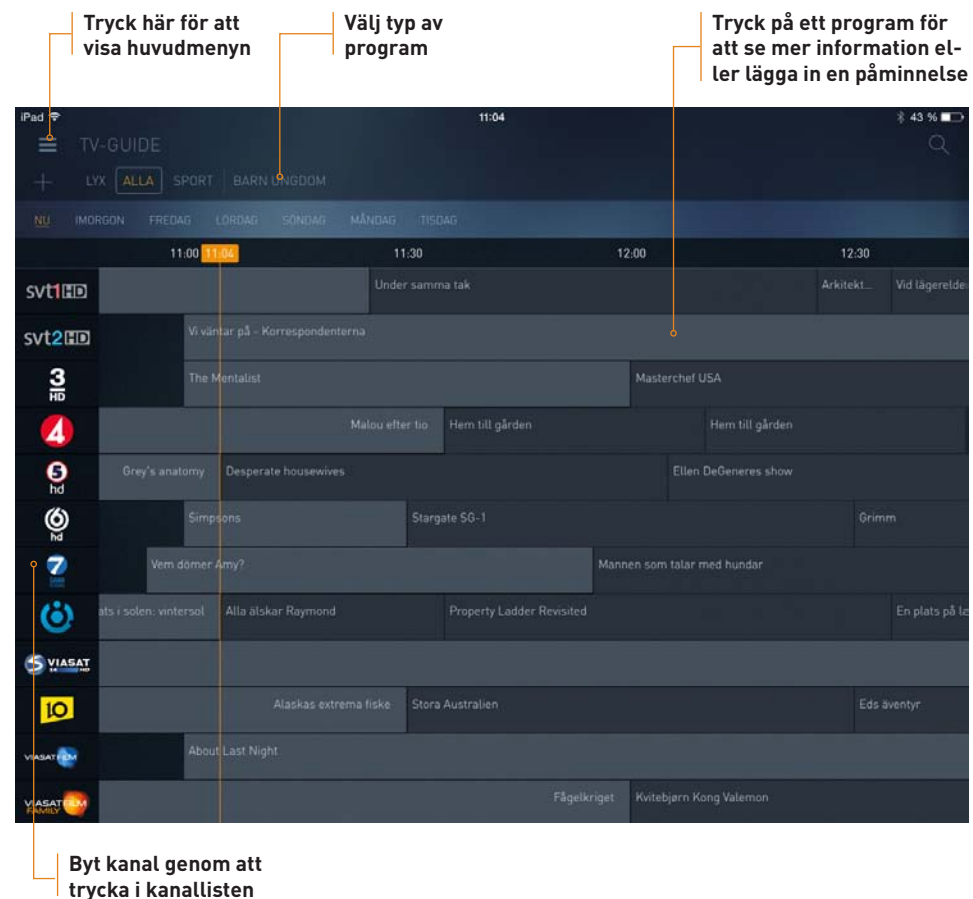 Tryck här för att
visa huvudmenyn
Välj typ av
program
Tryck på ett program för
att se mer information el-
ler lägga in en påminnelse
iPad 11:04 43 %
TV-GUIDE
LYX ALLA SPORT BARN UNGDOM
NU IMORGON FREDAG LÖRDAG SÖNDAG MÅNDAG TISDAG
11:00 11:04 11:30 12:00 12:30
svt1 HD Under samma tak Arkitekt... Vid lägerelde
svt2 HD Vi väntar på - Korrespondenterna
3 HD The Mentalist Masterchef USA
4 Malou efter tio Hem till gården Hem till gården
5 hd Grey's anatomy Desperate housewives Ellen DeGeneres show
6 hd Simpsons Stargate SG-1 Grimm
7 Vem dömer Amy? Mannen som talar med hundar
ats i solen: vintersol Alla älskar Raymond Property Ladder Revisited En plats på
VIASAT
10 Alaskas extrema fiske Stora Australien Eds äventyr
VIASAT FILM About Last Night
VIASAT FILM FAMILY Fågelkriget Kvitebjørn Kong Valemon
Byt kanal genom att
trycka i kanallisten